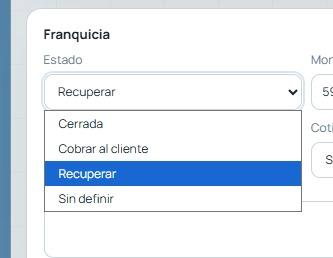 Franquicia
Estado
Recuperar
Cerrada
Cobrar al cliente
Recuperar
Sin definir